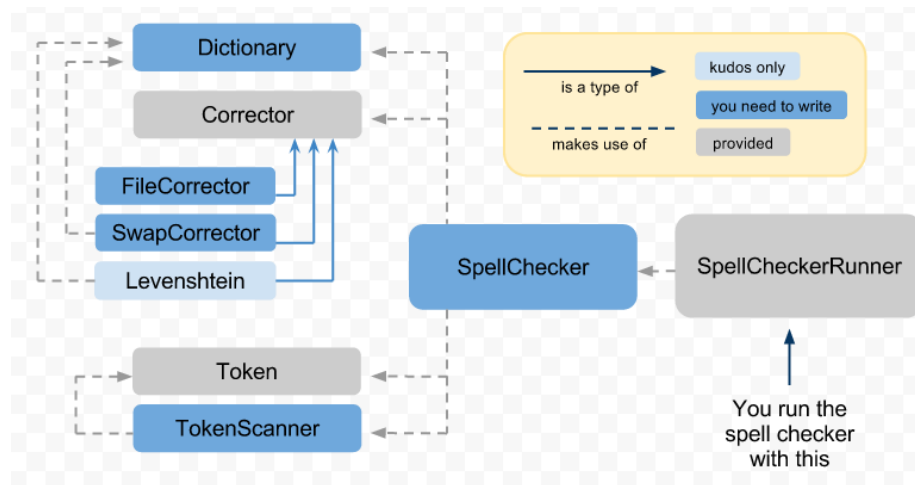 Dictionary
Corrector
FileCorrector
SwapCorrector
Levenshtein
Token
TokenScanner
SpellChecker
SpellCheckerRunner
is a type of
makes use of
kudos only
you need to write
provided
You run the
spell checker
with this